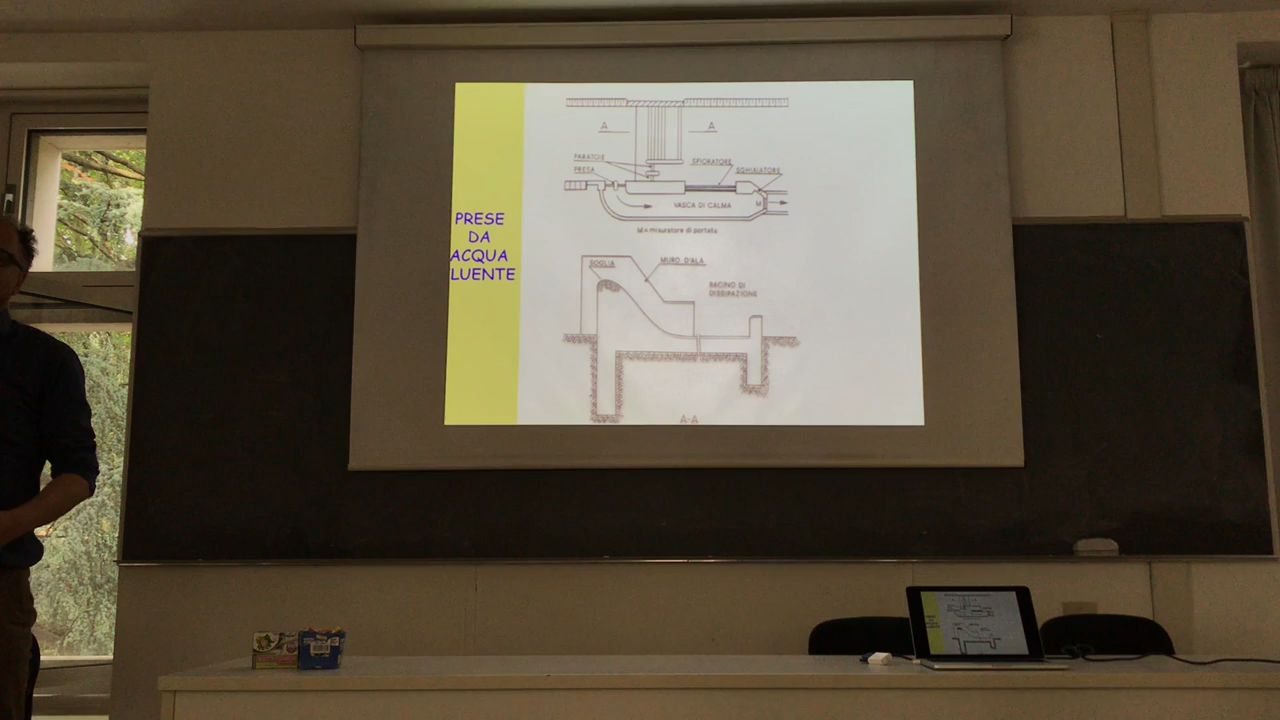 PRESE
DA
ACQUA
LUENTE
A
A
PARATOIE
SFIORATORE
PRESA
SGHIAIATORE
VASCA DI CALMA
M
M = misuratore di portata
SOGLIA
MURO D'ALA
BACINO DI
DISSIPAZIONE
A-A